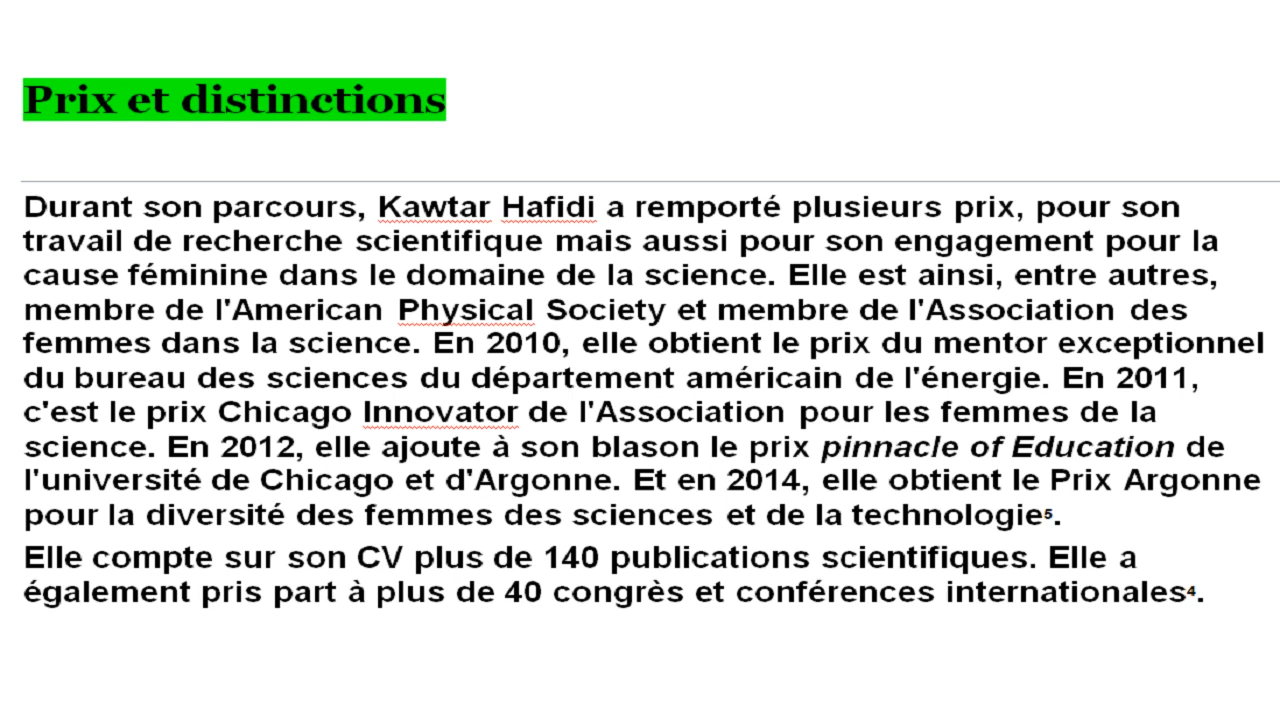 Prix et distinctions
Durant son parcours, Kawtar Hafidi a remporté plusieurs prix, pour son
travail de recherche scientifique mais aussi pour son engagement pour la
cause féminine dans le domaine de la science. Elle est ainsi, entre autres,
membre de l'American Physical Society et membre de l'Association des
femmes dans la science. En 2010, elle obtient le prix du mentor exceptionnel
du bureau des sciences du département américain de l'énergie. En 2011,
c'est le prix Chicago Innovator de l'Association pour les femmes de la
science. En 2012, elle ajoute à son blason le prix pinnacle of Education de
l'université de Chicago et d'Argonne. Et en 2014, elle obtient le Prix Argonne
pour la diversité des femmes des sciences et de la technologie⁵.
Elle compte sur son CV plus de 140 publications scientifiques. Elle a
également pris part à plus de 40 congrès et conférences internationales⁴.